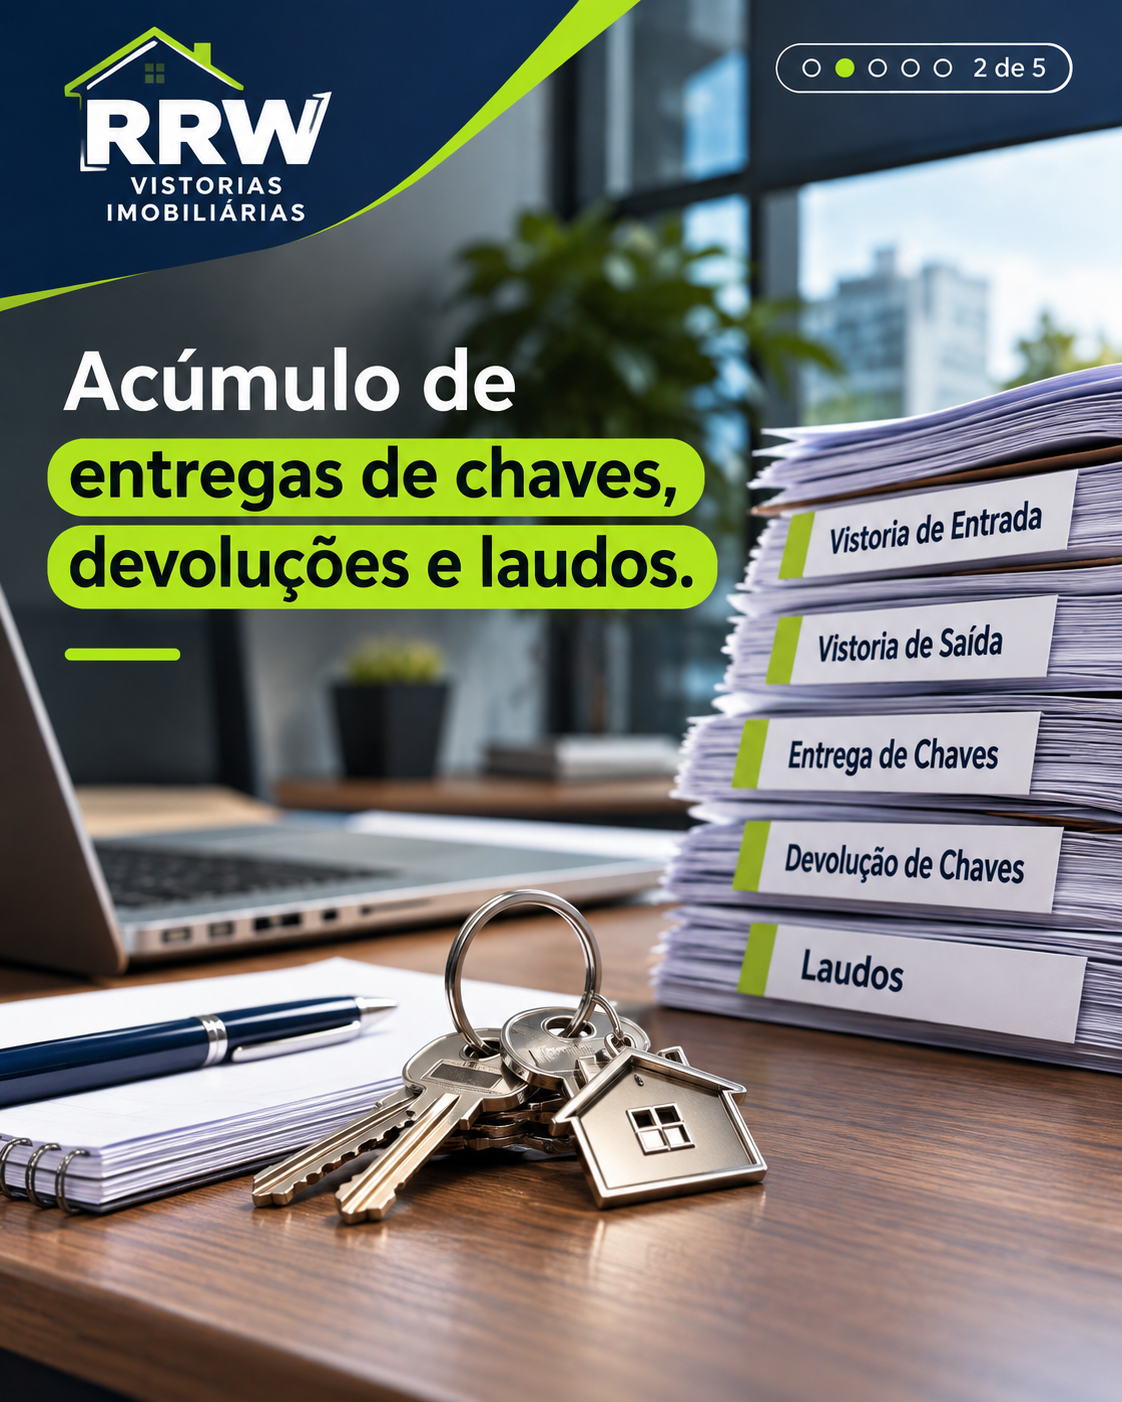 RRW
VISTORIAS
IMOBILIÁRIAS
2 de 5
Acúmulo de
entregas de chaves,
devoluções e laudos.
Vistoria de Entrada
Vistoria de Saída
Entrega de Chaves
Devolução de Chaves
Laudos